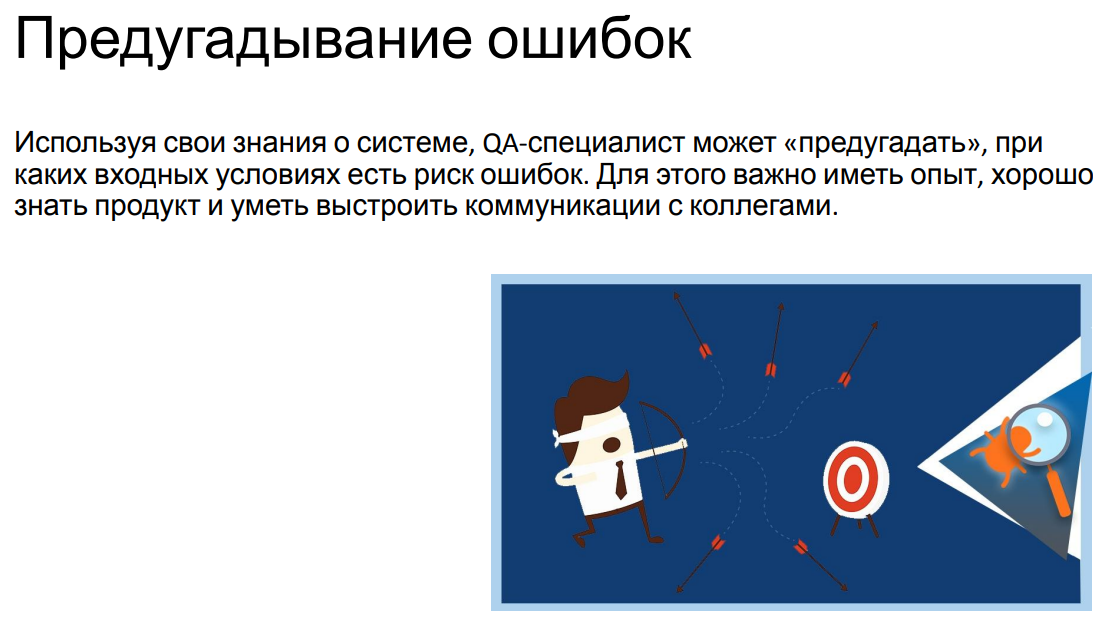 Предугадывание ошибок
Используя свои знания о системе, QA-специалист может «предугадать», при
каких входных условиях есть риск ошибок. Для этого важно иметь опыт, хорошо
знать продукт и уметь выстроить коммуникации с коллегами.